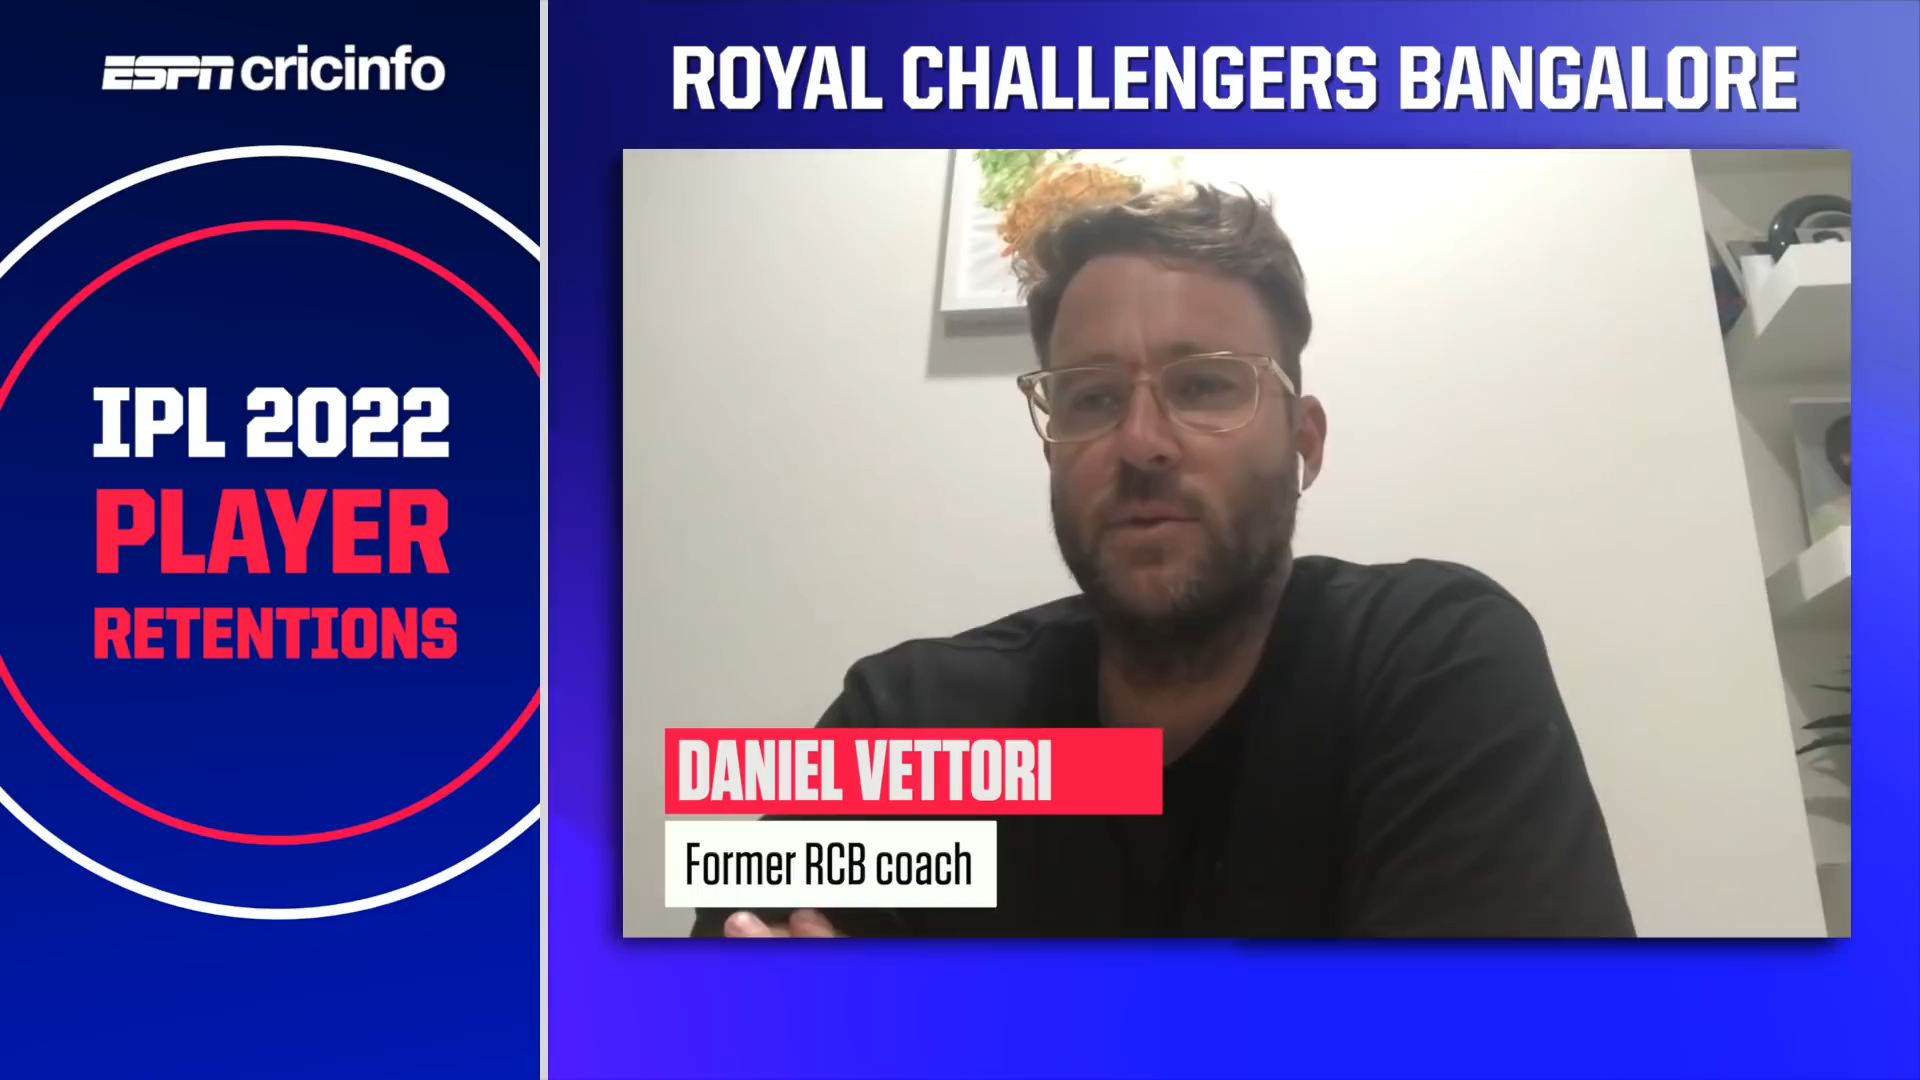 ESPN cricinfo
IPL 2022
PLAYER
RETENTIONS
ROYAL CHALLENGERS BANGALORE
DANIEL VETTORI
Former RCB coach